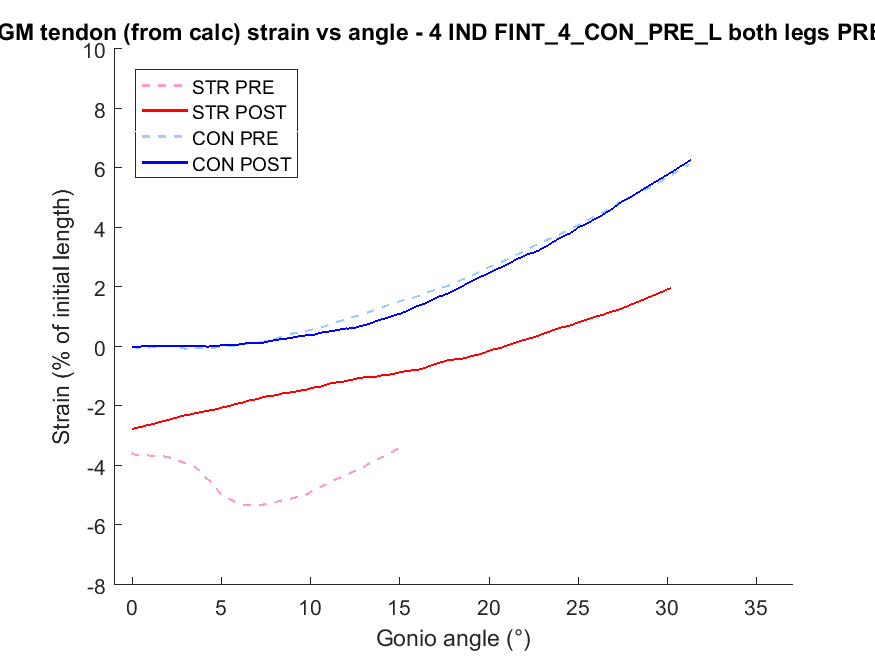 GM tendon (from calc) strain vs angle - 4 IND FINT_4_CON_PRE_L both legs PRE
10
8
6
4
2
0
-2
-4
-6
-8
STR PRE
STR POST
CON PRE
CON POST
Strain (% of initial length)
0 5 10 15 20 25 30 35
Gonio angle (°)